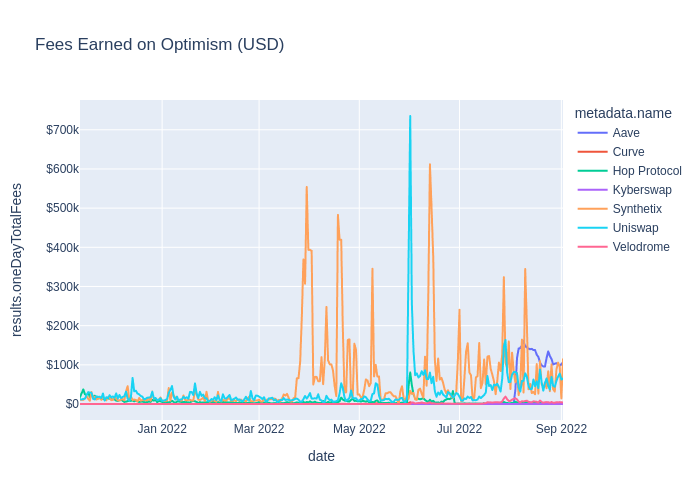 Fees Earned on Optimism (USD)
metadata.name
Aave
Curve
Hop Protocol
Kyberswap
Synthetix
Uniswap
Velodrome
results.oneDayTotalFees
$700k
$600k
$500k
$400k
$300k
$200k
$100k
$0
Jan 2022
Mar 2022
May 2022
Jul 2022
Sep 2022
date